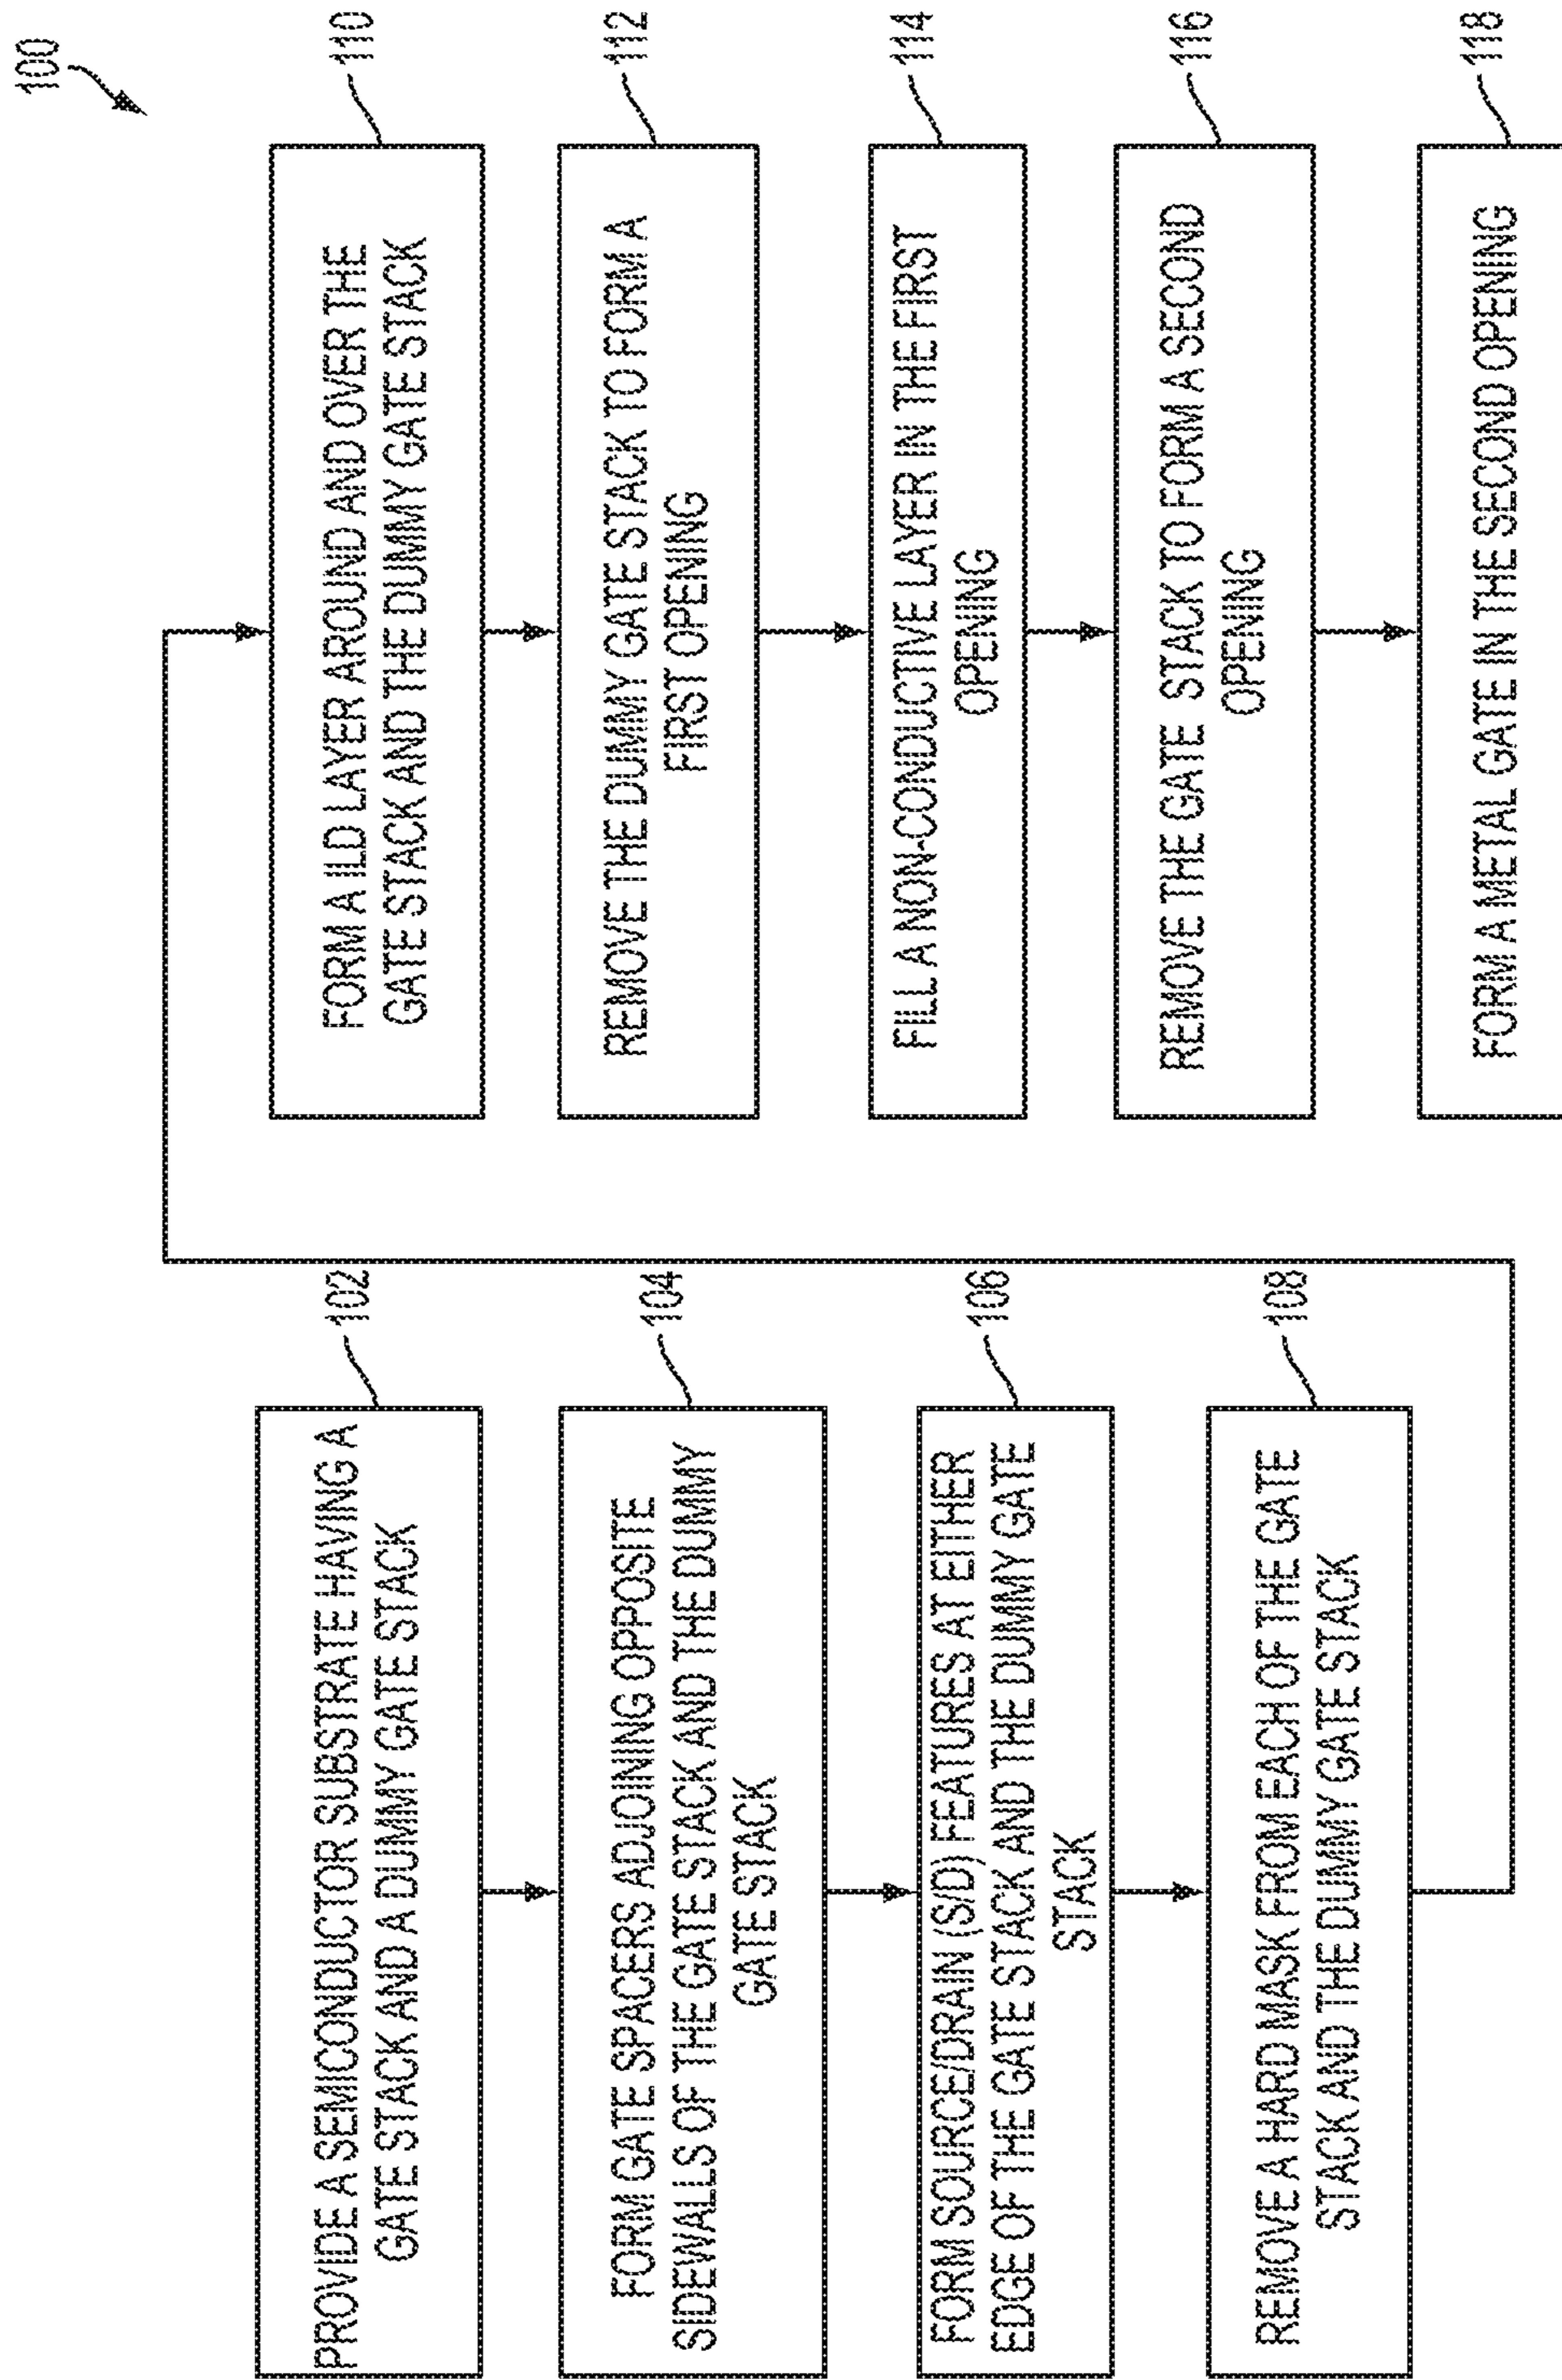 100
PROVIDE A SEMICONDUCTOR SUBSTRATE HAVING A
GATE STACK AND A DUMMY GATE STACK
102
FORM GATE SPACERS ADJOINING OPPOSITE
SIDEWALLS OF THE GATE STACK AND THE DUMMY
GATE STACK
104
FORM SOURCE/DRAIN (S/D) FEATURES AT EITHER
EDGE OF THE GATE STACK AND THE DUMMY GATE
STACK
106
REMOVE A HARD MASK FROM EACH OF THE GATE
STACK AND THE DUMMY GATE STACK
108
FORM A ILD LAYER AROUND AND OVER THE
GATE STACK AND THE DUMMY GATE STACK
110
REMOVE THE DUMMY GATE STACK TO FORM A
FIRST OPENING
112
FILL A NON-CONDUCTIVE LAYER IN THE FIRST
OPENING
114
REMOVE THE GATE STACK TO FORM A SECOND
OPENING
116
FORM A METAL GATE IN THE SECOND OPENING
118